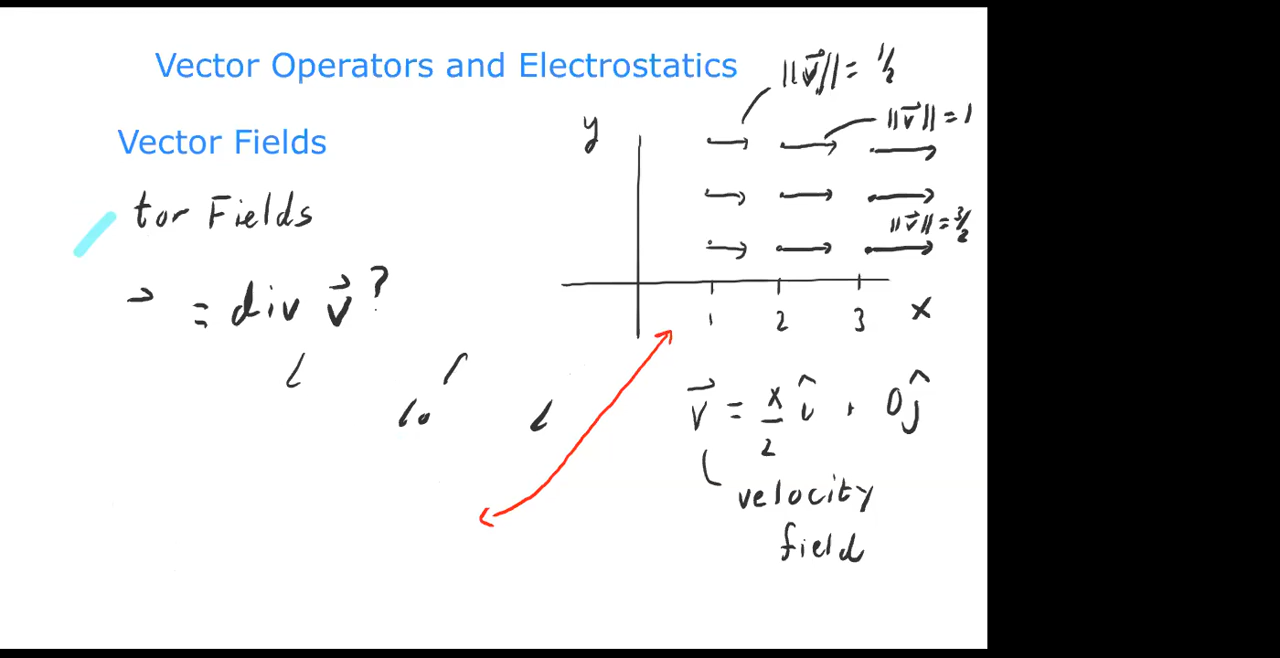 Vector Operators and Electrostatics
||v⃗|| = 1/2
||v⃗|| = 1
y
Vector Fields
tor Fields
||v⃗|| = 3/2
→ = div v⃗ ?
1 2 3 x
v⃗ = x/2 î + 0ĵ
velocity
field